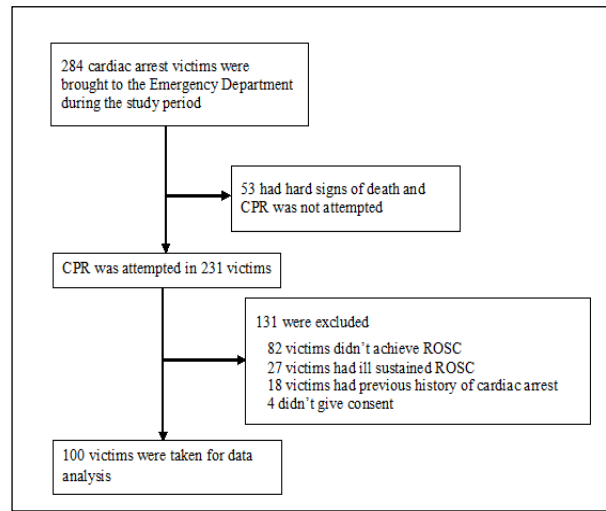 284 cardiac arrest victims were
brought to the Emergency Department
during the study period
53 had hard signs of death and
CPR was not attempted
CPR was attempted in 231 victims
131 were excluded
82 victims didn’t achieve ROSC
27 victims had ill sustained ROSC
18 victims had previous history of cardiac arrest
4 didn’t give consent
100 victims were taken for data
analysis